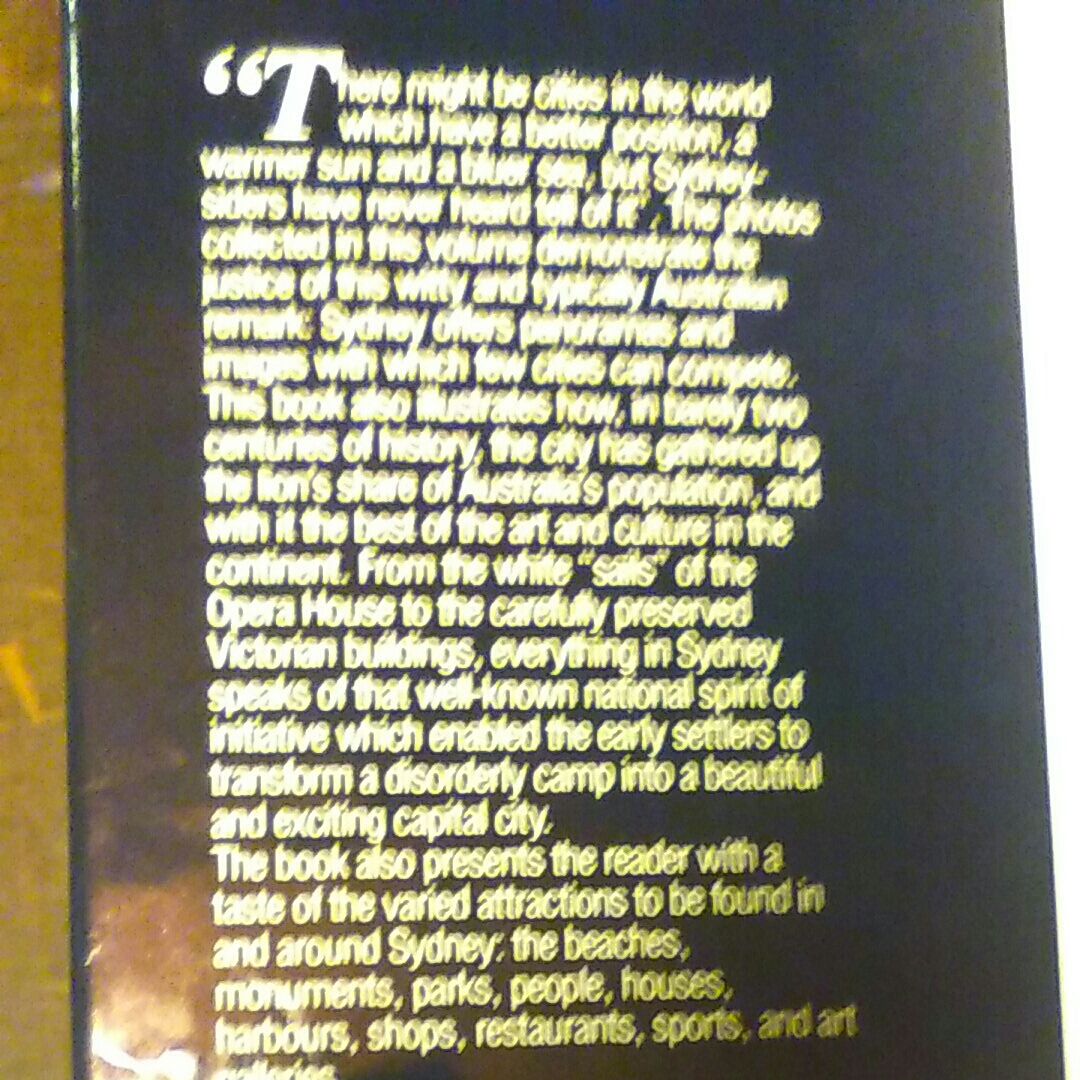 “There might be cities in the world
which have a better position, a
warmer sun and a bluer sea, but Sydney-
siders have never heard tell of it”. The photos
collected in this volume demonstrate the
justice of this witty and typically Australian
remark: Sydney offers panoramas and
images with which few cities can compete.
This book also illustrates how, in barely two
centuries of history, the city has gathered up
the lion's share of Australia's population, and
with it the best of the art and culture in the
continent. From the white “sails” of the
Opera House to the carefully preserved
Victorian buildings, everything in Sydney
speaks of that well-known national spirit of
initiative which enabled the early settlers to
transform a disorderly camp into a beautiful
and exciting capital city.
The book also presents the reader with a
taste of the varied attractions to be found in
and around Sydney: the beaches,
monuments, parks, people, houses,
harbours, shops, restaurants, sports, and art
galleries.